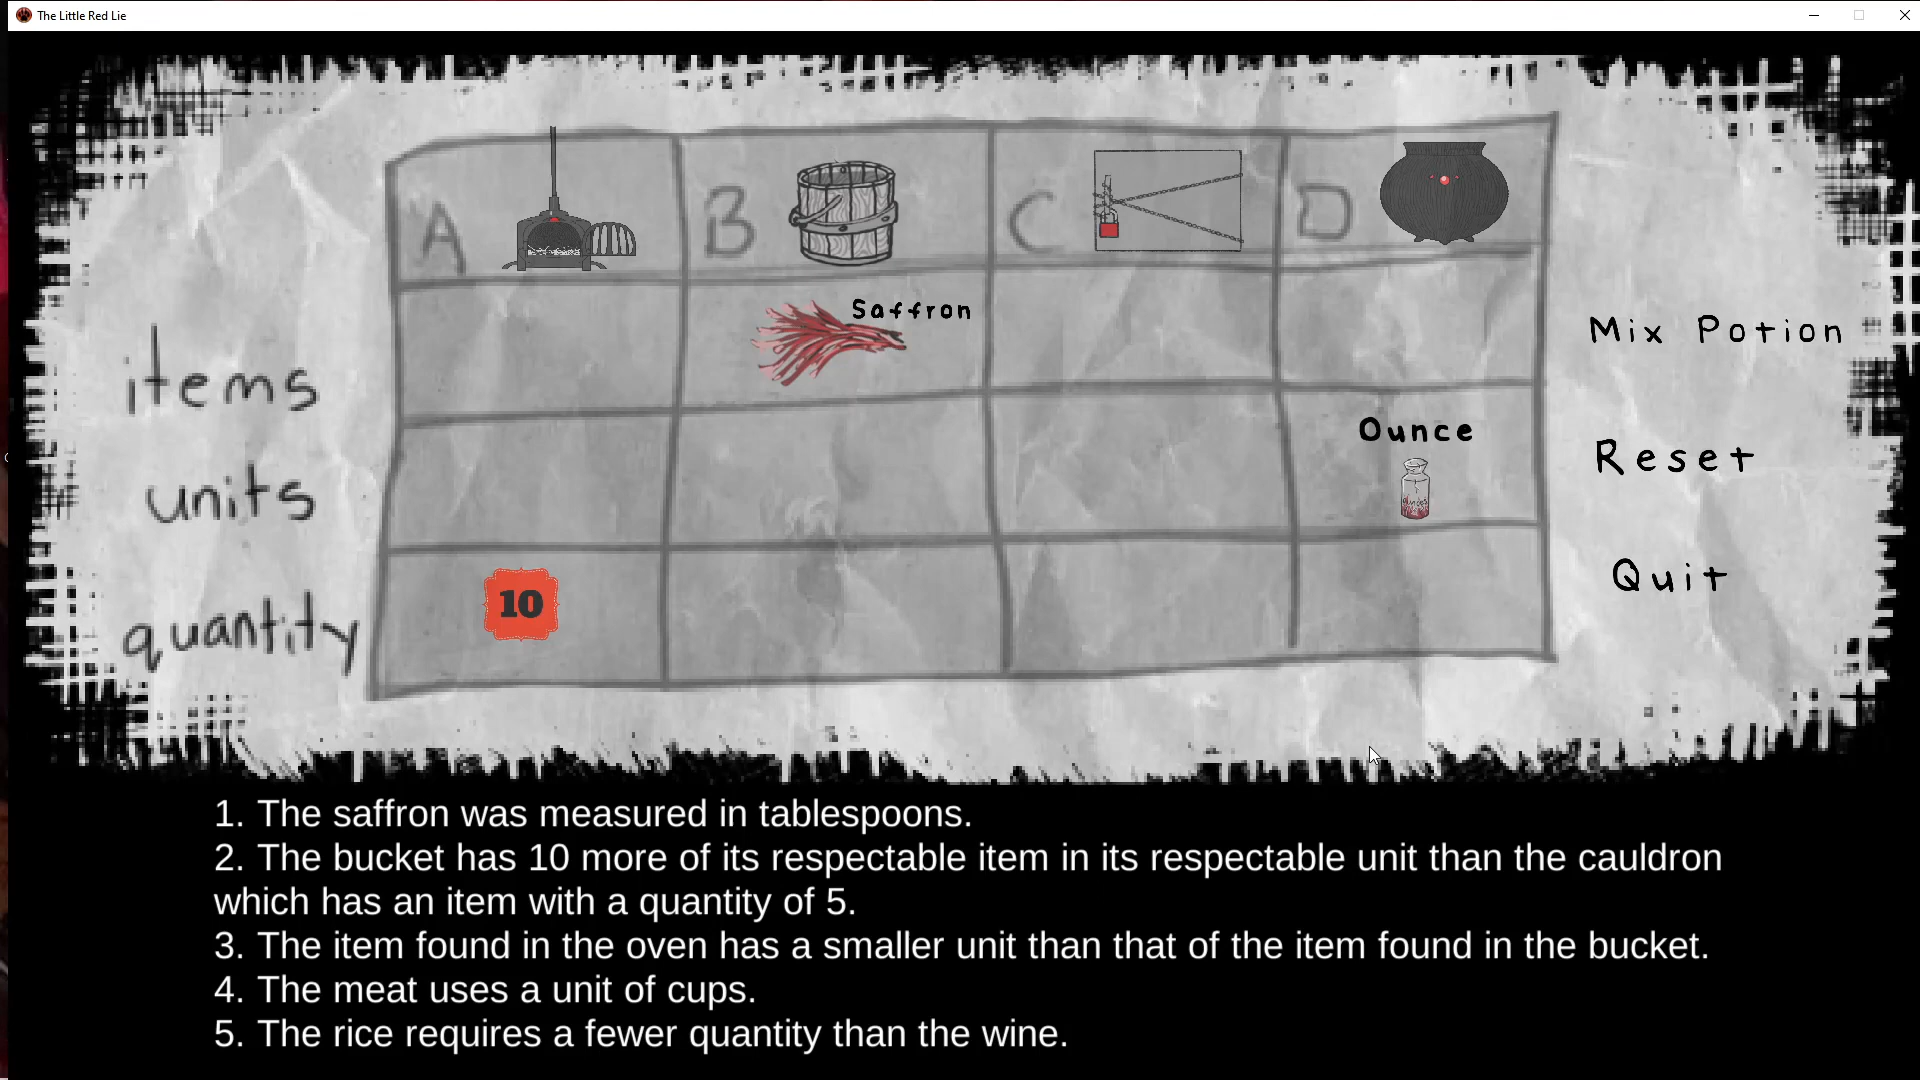 The Little Red Lie
A B C D
Saffron
Mix Potion
items
Ounce
Reset
units
ounces
Quit
10
quantity
1. The saffron was measured in tablespoons.
2. The bucket has 10 more of its respectable item in its respectable unit than the cauldron
which has an item with a quantity of 5.
3. The item found in the oven has a smaller unit than that of the item found in the bucket.
4. The meat uses a unit of cups.
5. The rice requires a fewer quantity than the wine.